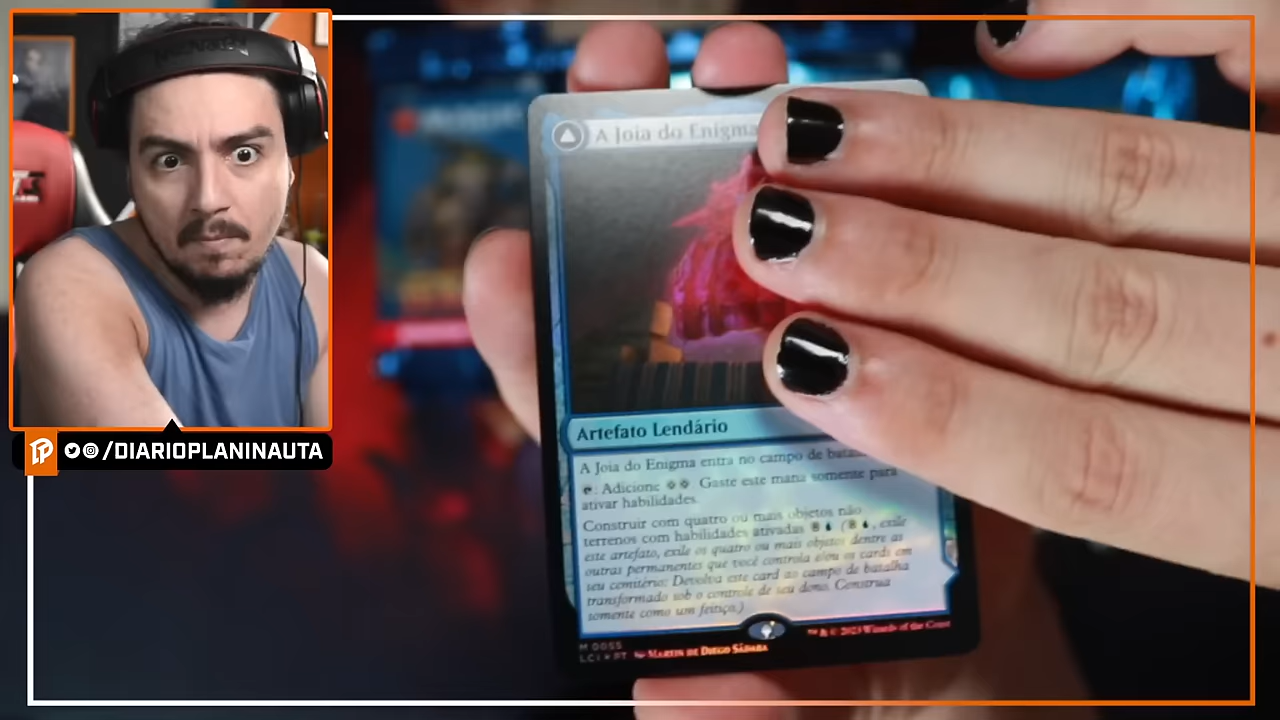 /DIARIOPLANINAUTA
A Joia do Enigma
Artefato Lendário
A Joia do Enigma entra no campo de
: Adicione Gaste este mana somente para
ativar habilidades.
Construir com quatro ou mais objetos não
terrenos com habilidades ativadas ( , exile
este artefato, exile os quatro ou mais objetos dentre as
outras permanentes que você controla e/ou os cards em
seu cemitério: Devolva este card ao campo de batalha
transformado sob o controle de seu dono. Construa
somente como um feitiço.)
M 0055
LCI • PT MARTIN DE DIEGO SÁDABA
™ & © 2023 Wizards of the Coast